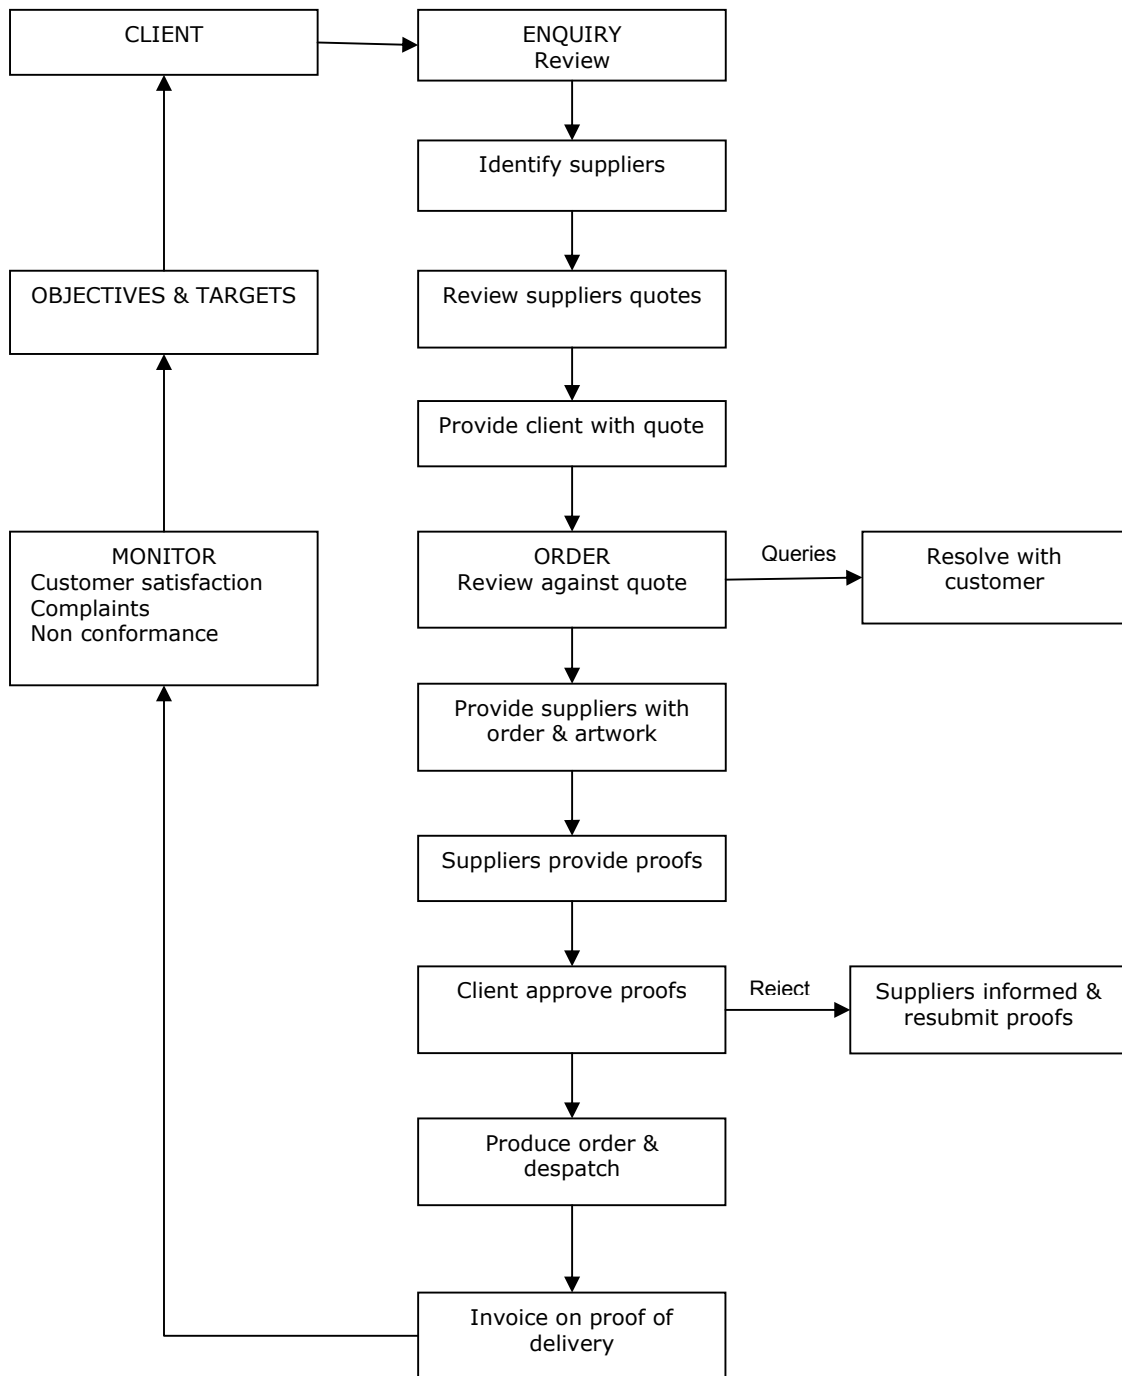 CLIENT
ENQUIRY
Review
Identify suppliers
OBJECTIVES & TARGETS
Review suppliers quotes
Provide client with quote
MONITOR
Customer satisfaction
Complaints
Non conformance
ORDER
Review against quote
Queries
Resolve with
customer
Provide suppliers with
order & artwork
Suppliers provide proofs
Client approve proofs
Reject
Suppliers informed &
resubmit proofs
Produce order &
despatch
Invoice on proof of
delivery